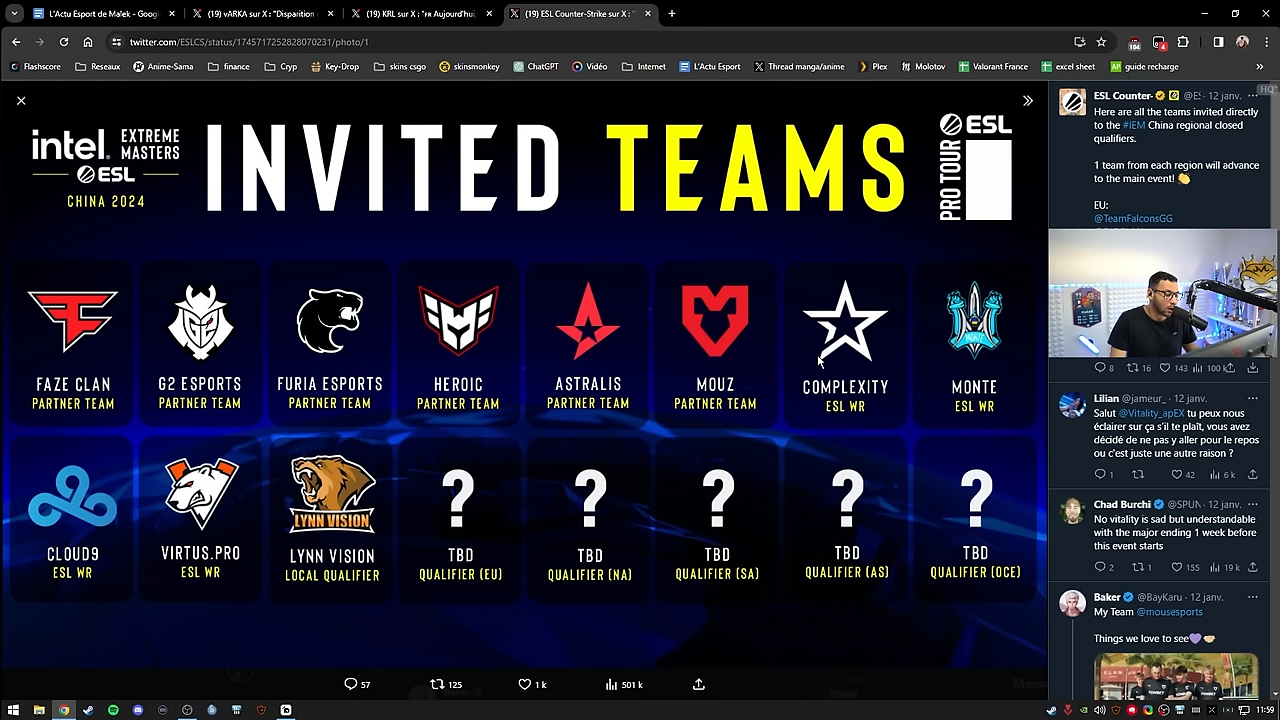 L'Actu Esport de Malek - Googl
(19) vARKA sur X : "Disparition d
(19) KRL sur X : "FR Aujourd'hui,
(19) ESL Counter-Strike sur X : "
twitter.com/ESLCS/status/1745717252828070231/photo/1
104
4
Flashscore
Reseaux
Anime-Sama
finance
Cryp
Key-Drop
skins csgo
skinsmonkey
ChatGPT
Vidéo
Internet
L'Actu Esport
Thread manga/anime
Plex
Molotov
Valorant France
excel sheet
guide recharge
intel. EXTREME MASTERS
ESL
CHINA 2024
INVITED TEAMS
ESL
PRO TOUR
FAZE CLAN
PARTNER TEAM
G2 ESPORTS
PARTNER TEAM
FURIA ESPORTS
PARTNER TEAM
HEROIC
PARTNER TEAM
ASTRALIS
PARTNER TEAM
MOUZ
PARTNER TEAM
COMPLEXITY
ESL WR
MONTE
ESL WR
CLOUD9
ESL WR
VIRTUS.PRO
ESL WR
LYNN VISION
LYNN VISION
LOCAL QUALIFIER
?
TBD
QUALIFIER (EU)
?
TBD
QUALIFIER (NA)
?
TBD
QUALIFIER (SA)
?
TBD
QUALIFIER (AS)
?
TBD
QUALIFIER (OCE)
57
125
1 k
501 k
HQ
ESL Counter- @ES · 12 janv.
Here are all the teams invited directly
to the #IEM China regional closed
qualifiers.
1 team from each region will advance
to the main event!
EU:
@TeamFalconsGG
8 16 143 100 k
Lilian @jameur_ · 12 janv.
Salut @Vitality_apEX tu peux nous
éclairer sur ça s'il te plaît, vous avez
décidé de ne pas y aller pour le repos
ou c'est juste une autre raison ?
1 42 6 k
Chad Burchi @SPUN · 12 janv.
No vitality is sad but understandable
with the major ending 1 week before
this event starts
2 1 155 19 k
Baker @BayKaru · 12 janv.
My Team @mousesports
Things we love to see
11:59